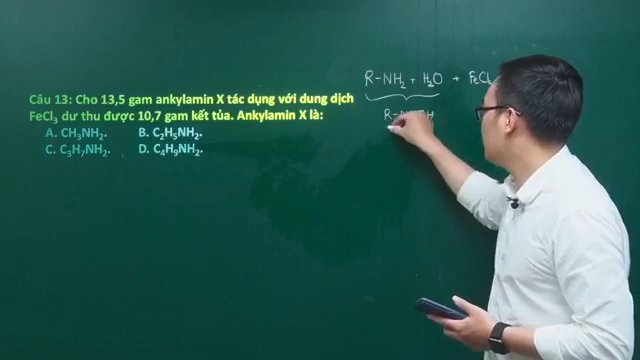 R-NH₂ + H₂O + FeCl₃
Câu 13: Cho 13,5 gam ankylamin X tác dụng với dung dịch
FeCl₃ dư thu được 10,7 gam kết tủa. Ankylamin X là:
A. CH₃NH₂. B. C₂H₅NH₂.
C. C₃H₇NH₂. D. C₄H₉NH₂.